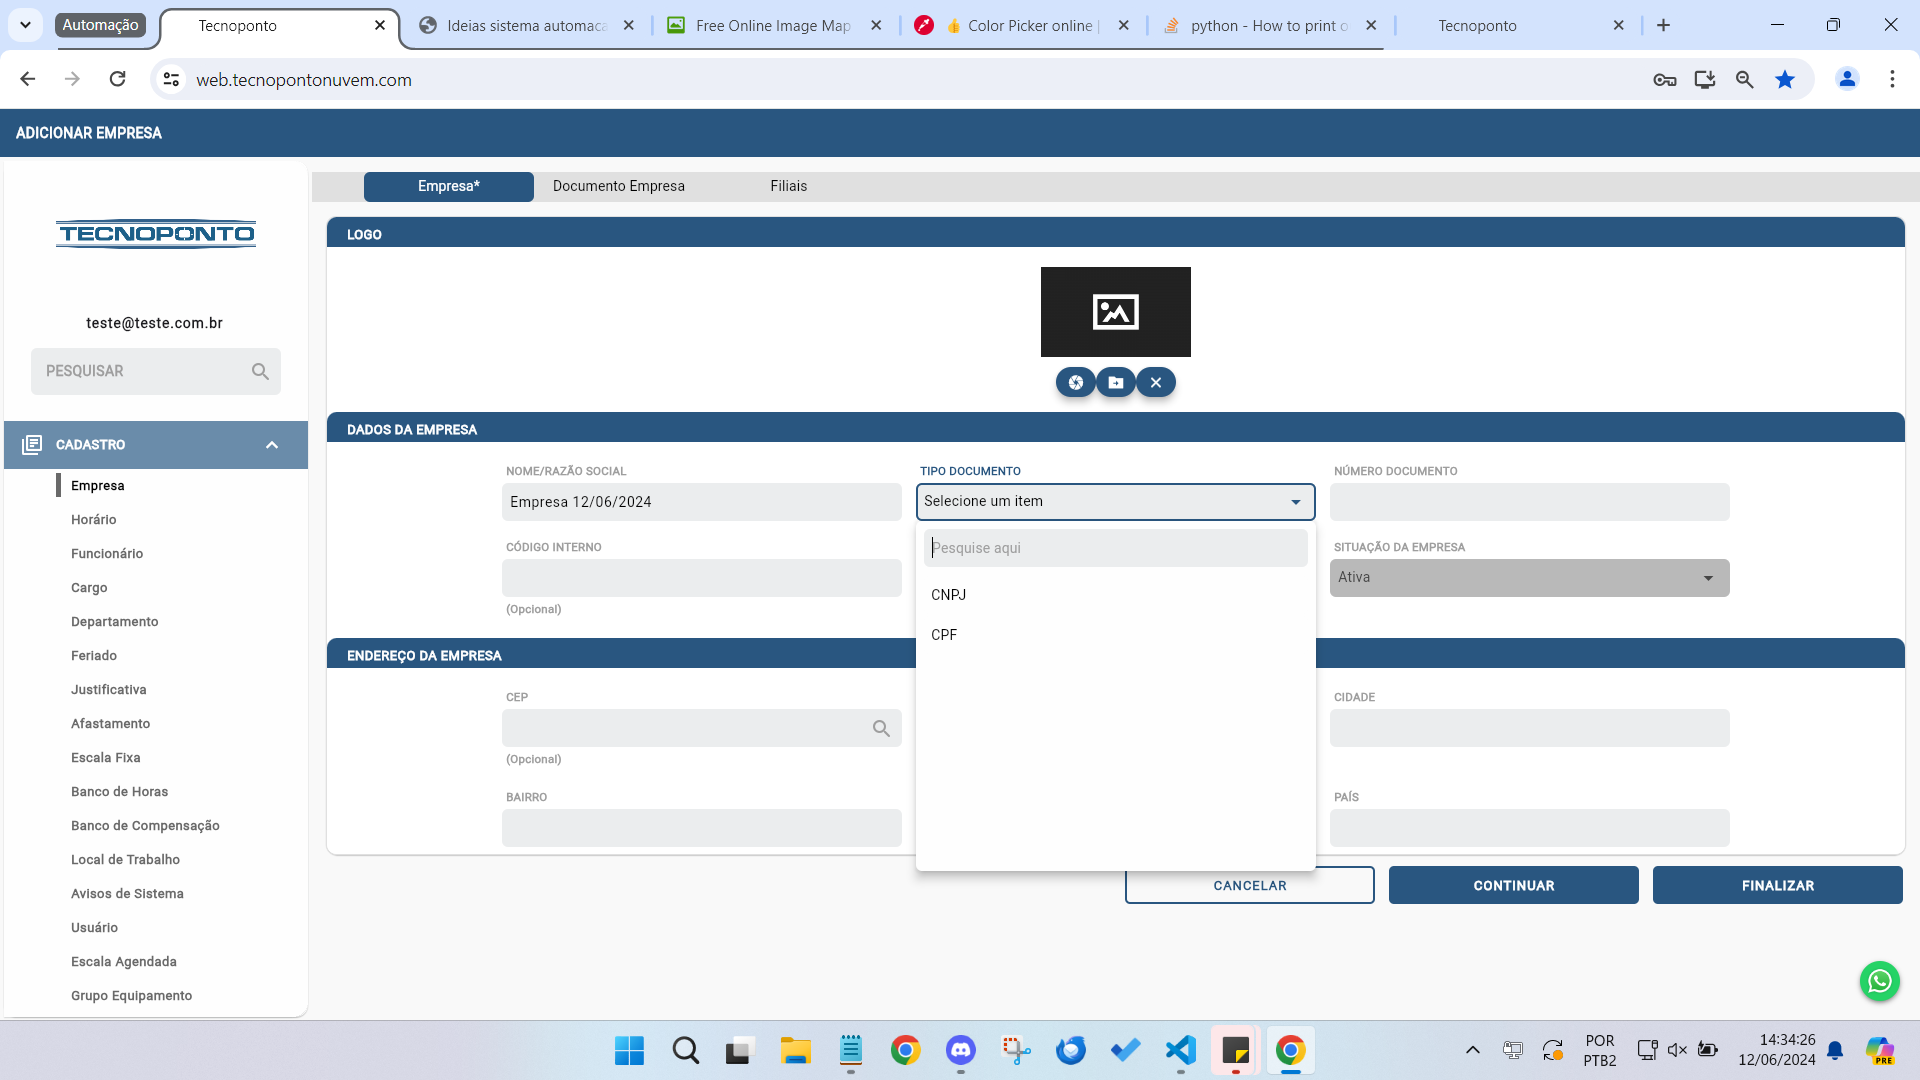 Automação
Tecnoponto
Ideias sistema automaca
Free Online Image Map
Color Picker online |
python - How to print o
Tecnoponto
web.tecnopontonuvem.com
ADICIONAR EMPRESA
TECNOPONTO
teste@teste.com.br
PESQUISAR
CADASTRO
Empresa
Horário
Funcionário
Cargo
Departamento
Feriado
Justificativa
Afastamento
Escala Fixa
Banco de Horas
Banco de Compensação
Local de Trabalho
Avisos de Sistema
Usuário
Escala Agendada
Grupo Equipamento
Empresa*
Documento Empresa
Filiais
LOGO
DADOS DA EMPRESA
NOME/RAZÃO SOCIAL
Empresa 12/06/2024
TIPO DOCUMENTO
Selecione um item
Pesquise aqui
CNPJ
CPF
NÚMERO DOCUMENTO
CÓDIGO INTERNO
(Opcional)
SITUAÇÃO DA EMPRESA
Ativa
ENDEREÇO DA EMPRESA
CEP
(Opcional)
CIDADE
BAIRRO
PAÍS
CANCELAR
CONTINUAR
FINALIZAR
POR
PTB2
14:34:26
12/06/2024
PRE